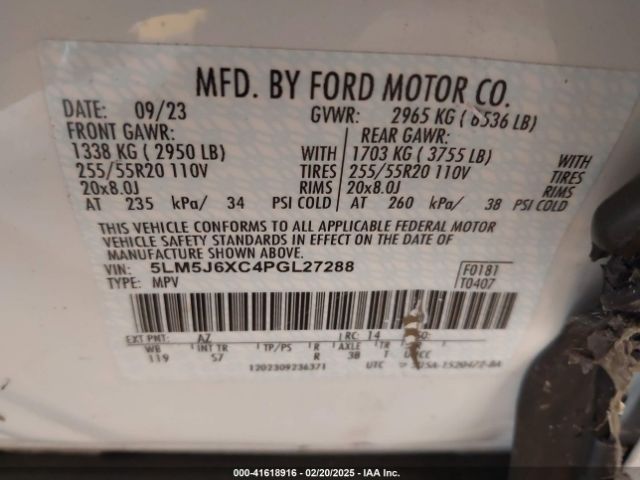 MFD. BY FORD MOTOR CO.
DATE: 09/23 GVWR: 2965 KG ( 6536 LB)
FRONT GAWR: REAR GAWR:
1338 KG ( 2950 LB) WITH 1703 KG ( 3755 LB) WITH
255/55R20 110V TIRES 255/55R20 110V TIRES
20x8.0J RIMS 20x8.0J RIMS
AT 235 kPa/ 34 PSI COLD AT 260 kPa/ 38 PSI COLD
THIS VEHICLE CONFORMS TO ALL APPLICABLE FEDERAL MOTOR
VEHICLE SAFETY STANDARDS IN EFFECT ON THE DATE OF
MANUFACTURE SHOWN ABOVE.
VIN: 5LM5J6XC4PGL27288 F0181
TYPE: MPV T0407
EXT PNT: AZ RC: 14
WB INT TR TP/PS R AXLE T
119 S7 R 3B T
1202309236371 UTC
000-41618916 — 02/20/2025 — IAA Inc.